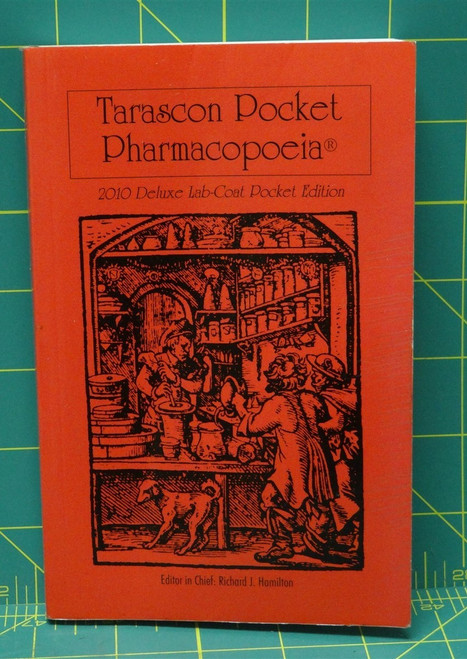 Tarascon Pocket
Pharmacopoeia®
2010 Deluxe Lab-Coat Pocket Edition
Editor in Chief: Richard J. Hamilton